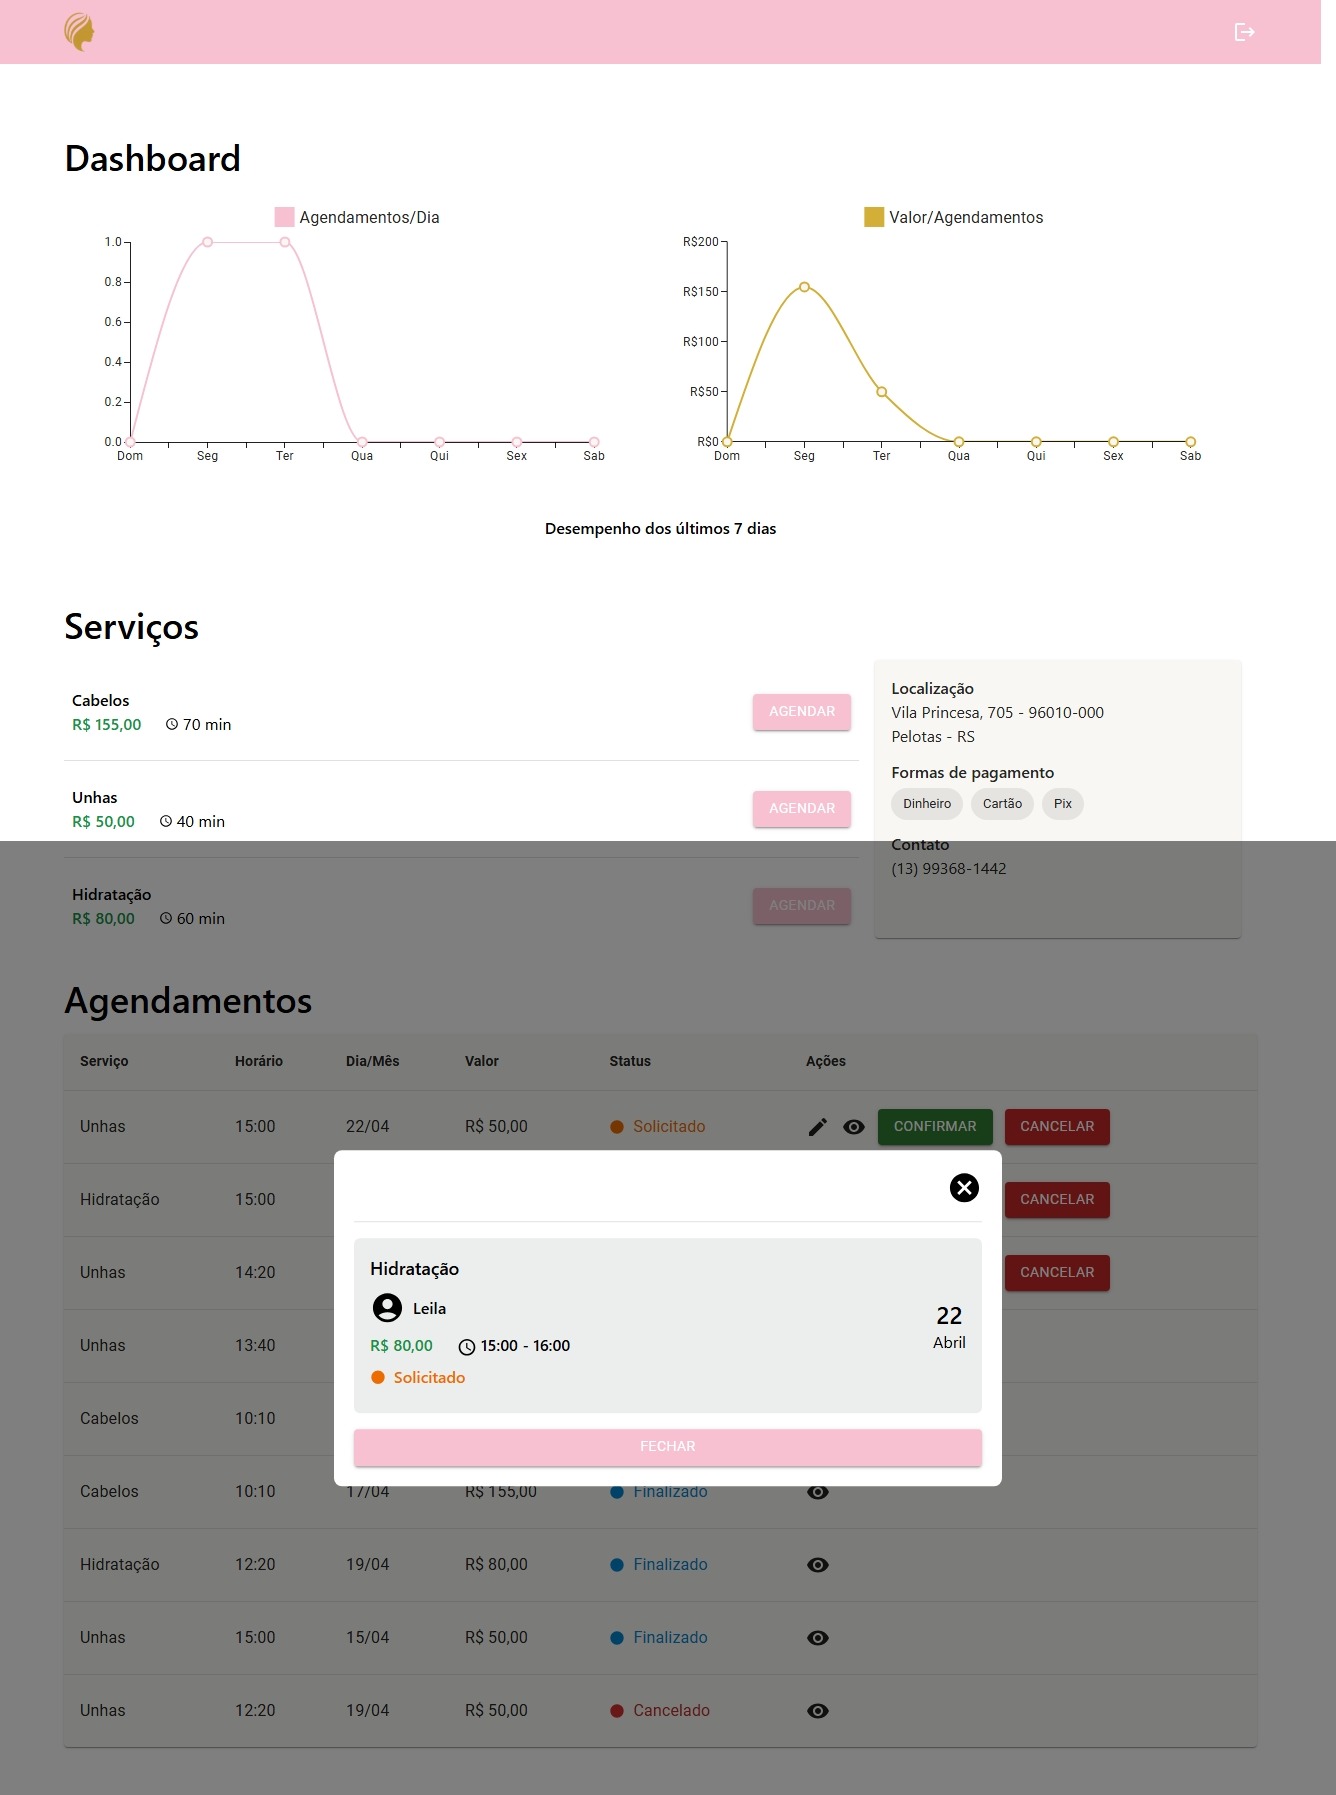 Dashboard
Agendamentos/Dia
1.0
0.8
0.6
0.4
0.2
0.0
Dom Seg Ter Qua Qui Sex Sab
Valor/Agendamentos
R$200
R$150
R$100
R$50
R$0
Dom Seg Ter Qua Qui Sex Sab
Desempenho dos últimos 7 dias
Serviços
Cabelos
R$ 155,00 70 min
AGENDAR
Unhas
R$ 50,00 40 min
AGENDAR
Hidratação
R$ 80,00 60 min
AGENDAR
Localização
Vila Princesa, 705 - 96010-000
Pelotas - RS
Formas de pagamento
Dinheiro Cartão Pix
Contato
(13) 99368-1442
Agendamentos
Serviço Horário Dia/Mês Valor Status Ações
Unhas 15:00 22/04 R$ 50,00 Solicitado CONFIRMAR CANCELAR
Hidratação 15:00 CANCELAR
Unhas 14:20 CANCELAR
Unhas 13:40
Cabelos 10:10
Hidratação
Leila
R$ 80,00 15:00 - 16:00
Solicitado
22
Abril
FECHAR
Cabelos 10:10 17/04 R$ 155,00 Finalizado
Hidratação 12:20 19/04 R$ 80,00 Finalizado
Unhas 15:00 15/04 R$ 50,00 Finalizado
Unhas 12:20 19/04 R$ 50,00 Cancelado